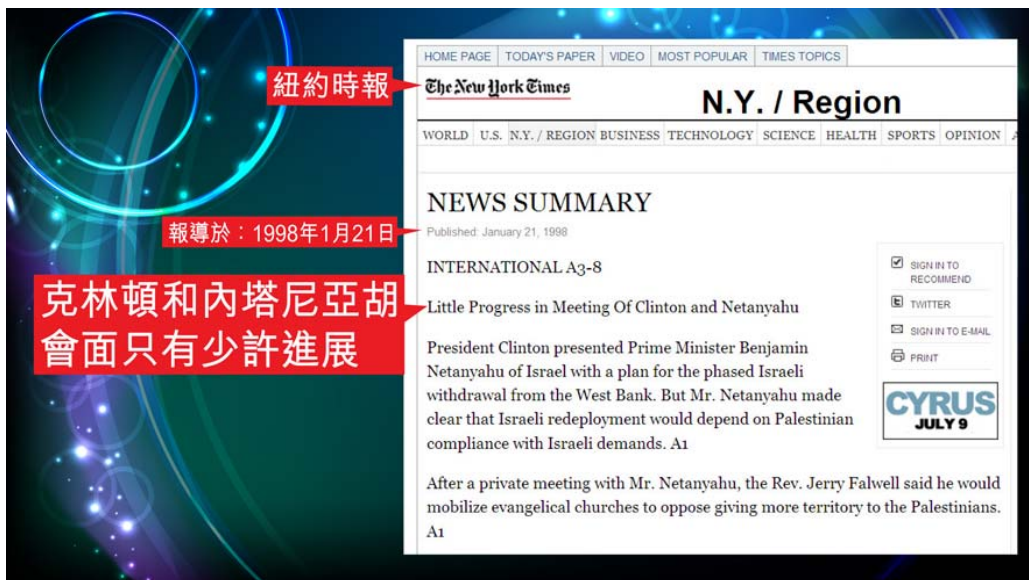 HOME PAGE TODAY'S PAPER VIDEO MOST POPULAR TIMES TOPICS
紐約時報
The New York Times
N.Y. / Region
WORLD U.S. N.Y. / REGION BUSINESS TECHNOLOGY SCIENCE HEALTH SPORTS OPINION
NEWS SUMMARY
報導於：1998年1月21日
Published: January 21, 1998
INTERNATIONAL A3-8
克林頓和內塔尼亞胡
會面只有少許進展
Little Progress in Meeting Of Clinton and Netanyahu
President Clinton presented Prime Minister Benjamin
Netanyahu of Israel with a plan for the phased Israeli
withdrawal from the West Bank. But Mr. Netanyahu made
clear that Israeli redeployment would depend on Palestinian
compliance with Israeli demands. A1
After a private meeting with Mr. Netanyahu, the Rev. Jerry Falwell said he would
mobilize evangelical churches to oppose giving more territory to the Palestinians.
A1
SIGN IN TO
RECOMMEND
TWITTER
SIGN IN TO E-MAIL
PRINT
CYRUS
JULY 9